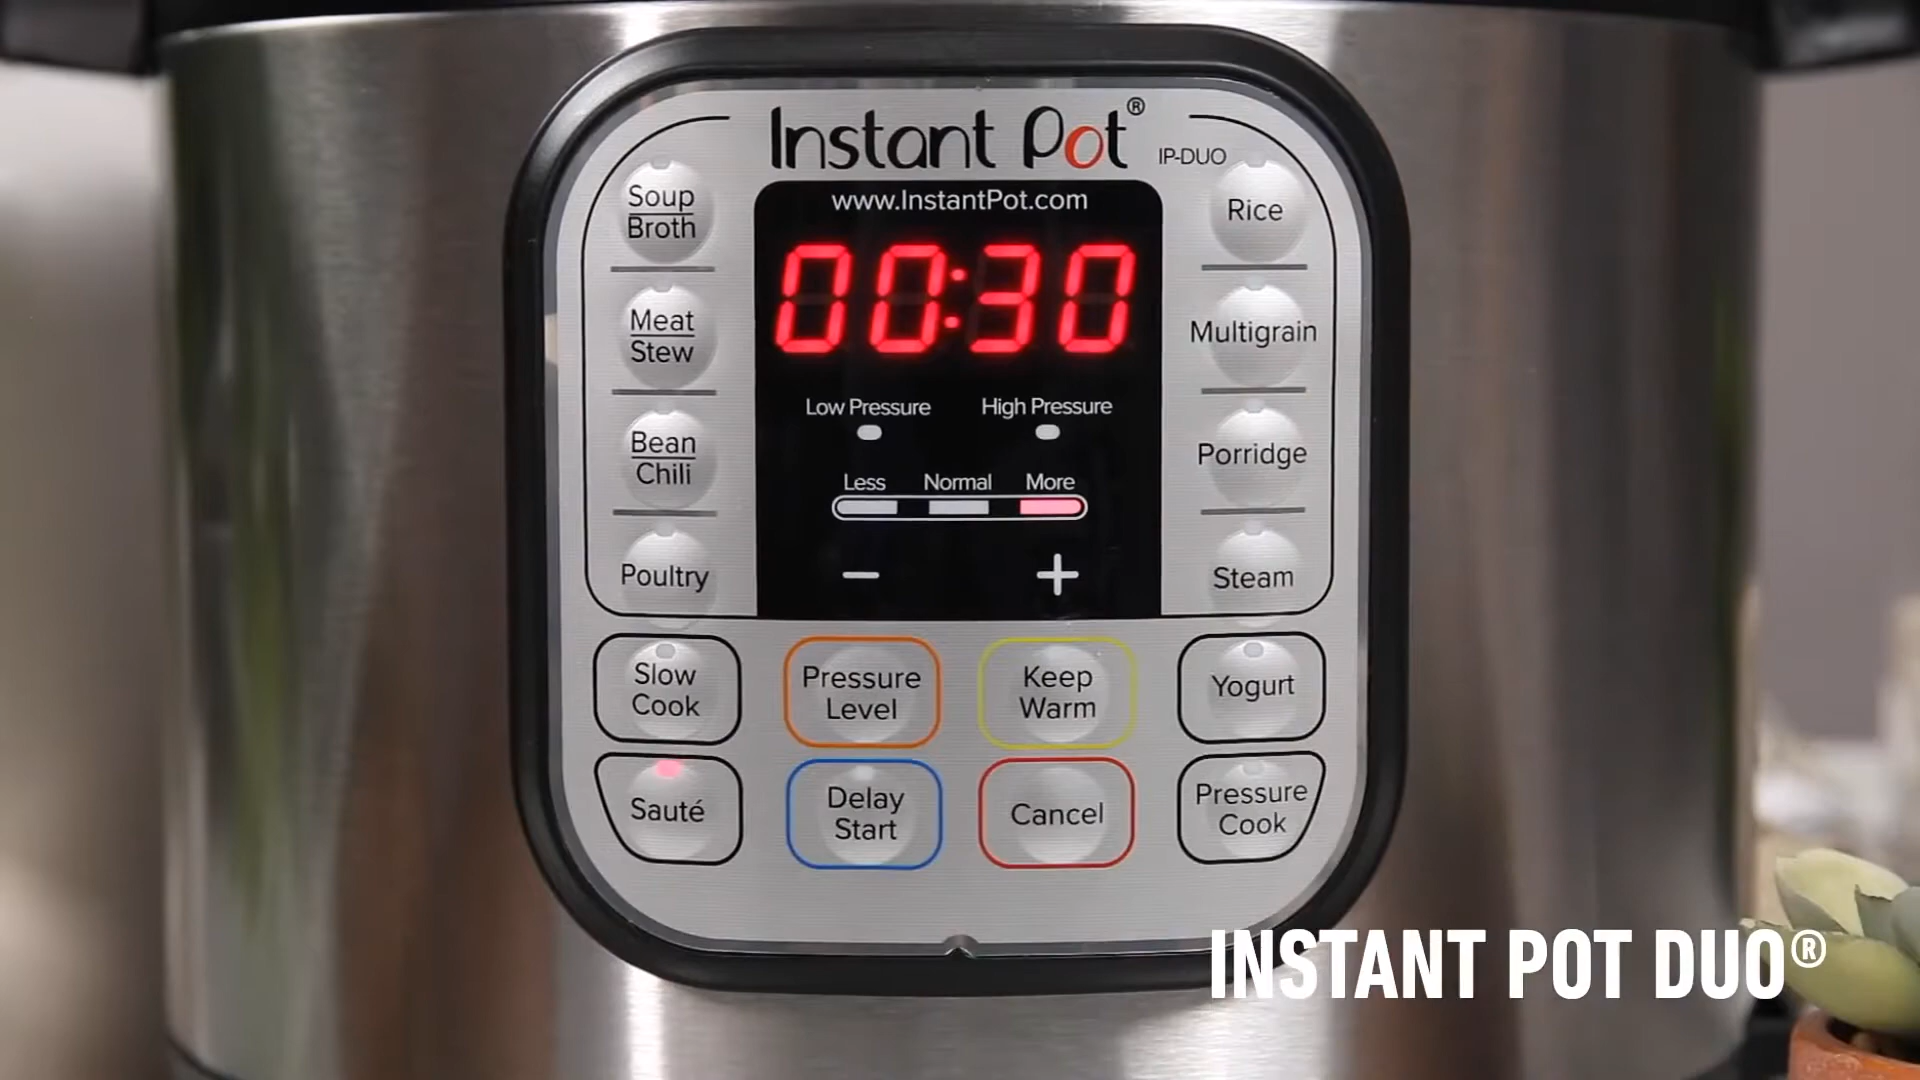 Instant Pot®
IP-DUO
www.InstantPot.com
00:30
Low Pressure High Pressure
Less Normal More
− +
Soup
Broth
Meat
Stew
Bean
Chili
Poultry
Rice
Multigrain
Porridge
Steam
Slow
Cook
Pressure
Level
Keep
Warm
Yogurt
Sauté
Delay
Start
Cancel
Pressure
Cook
INSTANT POT DUO®